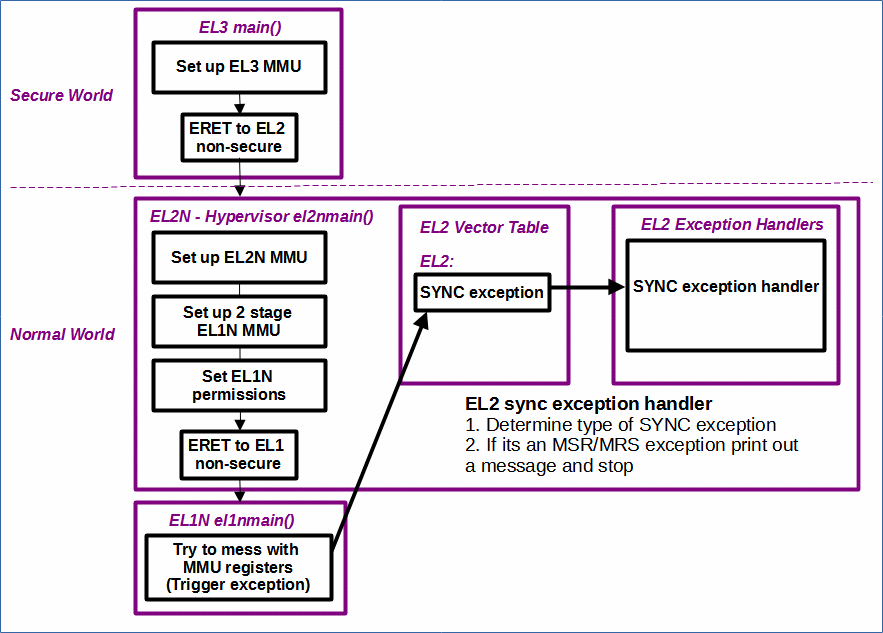 EL3 main()
Set up EL3 MMU
Secure World
ERET to EL2
non-secure
EL2N - Hypervisor el2nmain()
EL2 Vector Table
EL2 Exception Handlers
Set up EL2N MMU
EL2:
SYNC exception
SYNC exception handler
Set up 2 stage
EL1N MMU
Normal World
Set EL1N
permissions
EL2 sync exception handler
1. Determine type of SYNC exception
2. If its an MSR/MRS exception print out
a message and stop
ERET to EL1
non-secure
EL1N el1nmain()
Try to mess with
MMU registers
(Trigger exception)